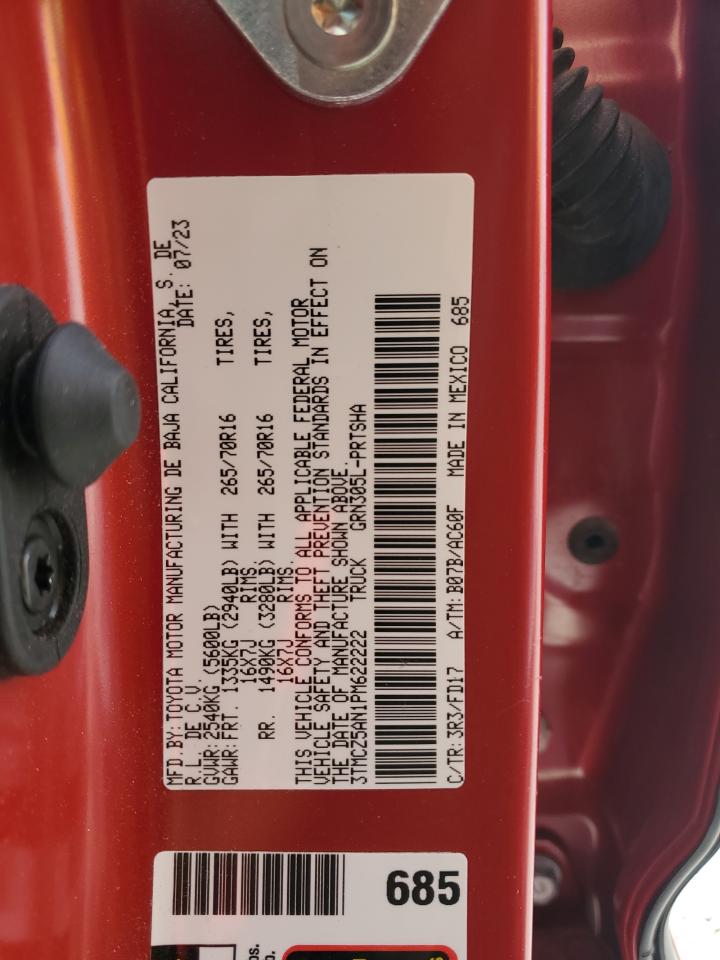 MFD.BY:TOYOTA MOTOR MANUFACTURING DE BAJA CALIFORNIA, S. DE
R.L. DE C.V. DATE: 07/23
GVWR:2540KG (5600LB)
GAWR:FRT. 1335KG (2940LB) WITH 265/70R16 TIRES,
16X7J RIMS
RR. 1490KG (3280LB) WITH 265/70R16 TIRES,
16X7J RIMS.
THIS VEHICLE CONFORMS TO ALL APPLICABLE FEDERAL MOTOR
VEHICLE SAFETY AND THEFT PREVENTION STANDARDS IN EFFECT ON
THE DATE OF MANUFACTURE SHOWN ABOVE.
3TMCZ5AN1PM622222 TRUCK GRN305L-PRTSHA
C/TR:3R3/FD17 A/TM:B07B/AC60F MADE IN MEXICO 685
685